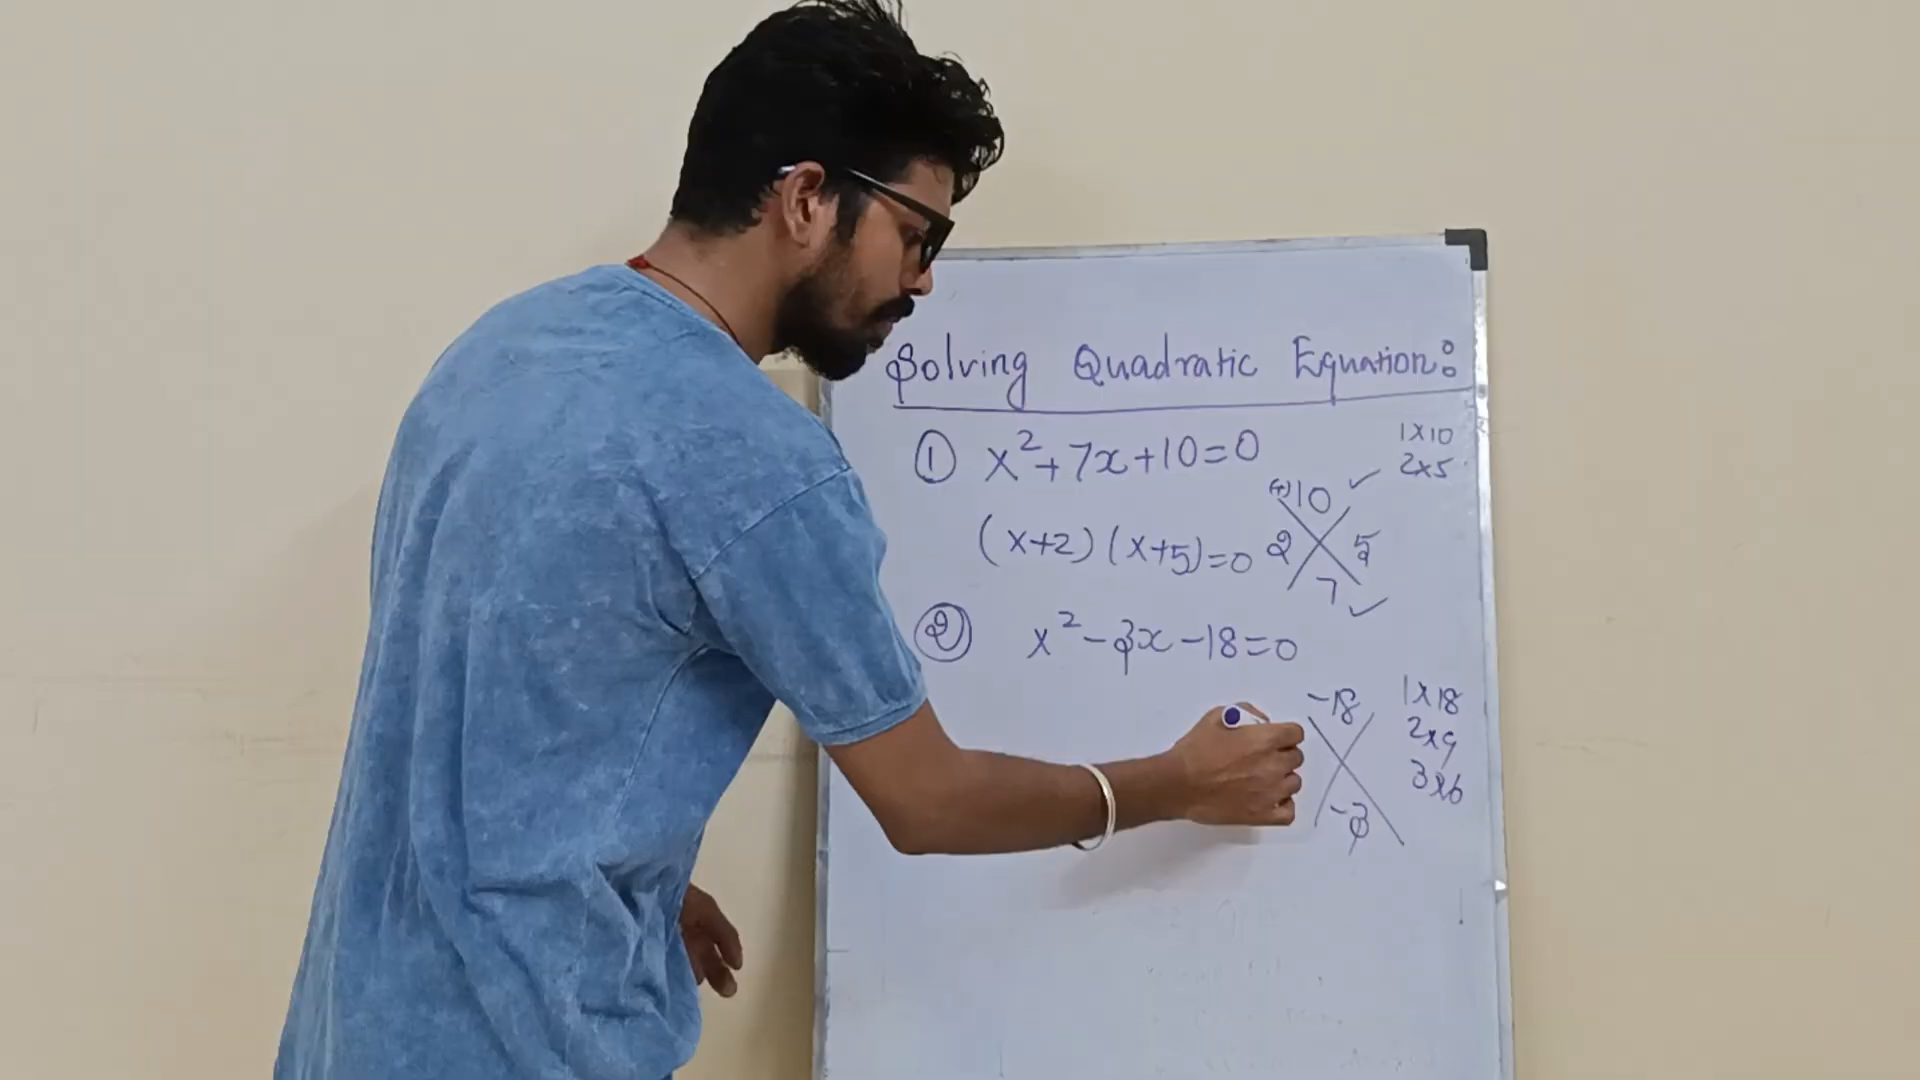 Solving Quadratic Equation:
① x²+7x+10=0
1x10
2x5
(+)10 ✓
(x+2)(x+5)=0
2 5
7 ✓
② x²-3x-18=0
-18
1x18
2x9
3x6
-3